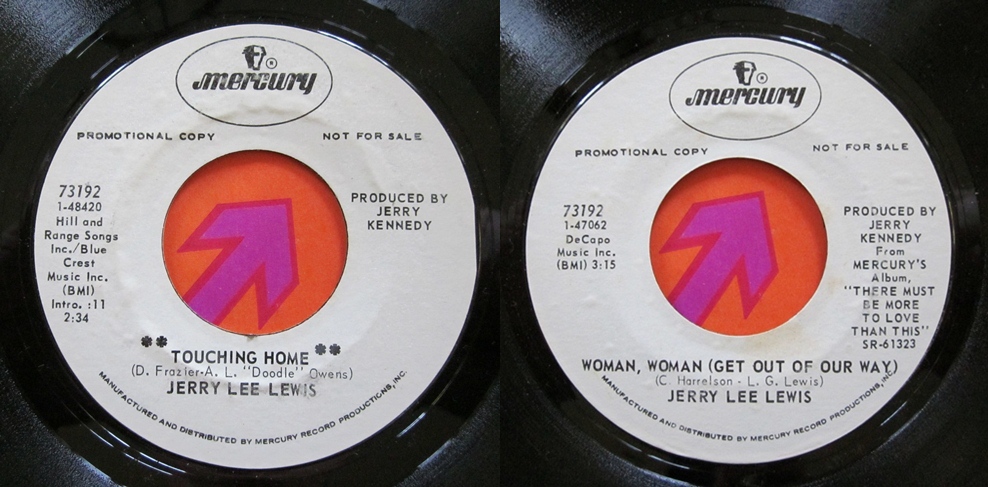 mercury
PROMOTIONAL COPY NOT FOR SALE
73192
1-48420
Hill and
Range Songs
Inc./Blue
Crest
Music Inc.
(BMI)
Intro. :11
2:34
PRODUCED BY
JERRY
KENNEDY
** TOUCHING HOME **
(D. Frazier-A. L. "Doodle" Owens)
JERRY LEE LEWIS
MANUFACTURED AND DISTRIBUTED BY MERCURY RECORD PRODUCTIONS, INC.
mercury
PROMOTIONAL COPY NOT FOR SALE
73192
1-47062
DeCapo
Music Inc.
(BMI) 3:15
PRODUCED BY
JERRY
KENNEDY
From
MERCURY'S
Album,
"THERE MUST
BE MORE
TO LOVE
THAN THIS"
SR-61323
WOMAN, WOMAN (GET OUT OF OUR WAY)
(C. Harrelson - L. G. Lewis)
JERRY LEE LEWIS
MANUFACTURED AND DISTRIBUTED BY MERCURY RECORD PRODUCTIONS, INC.